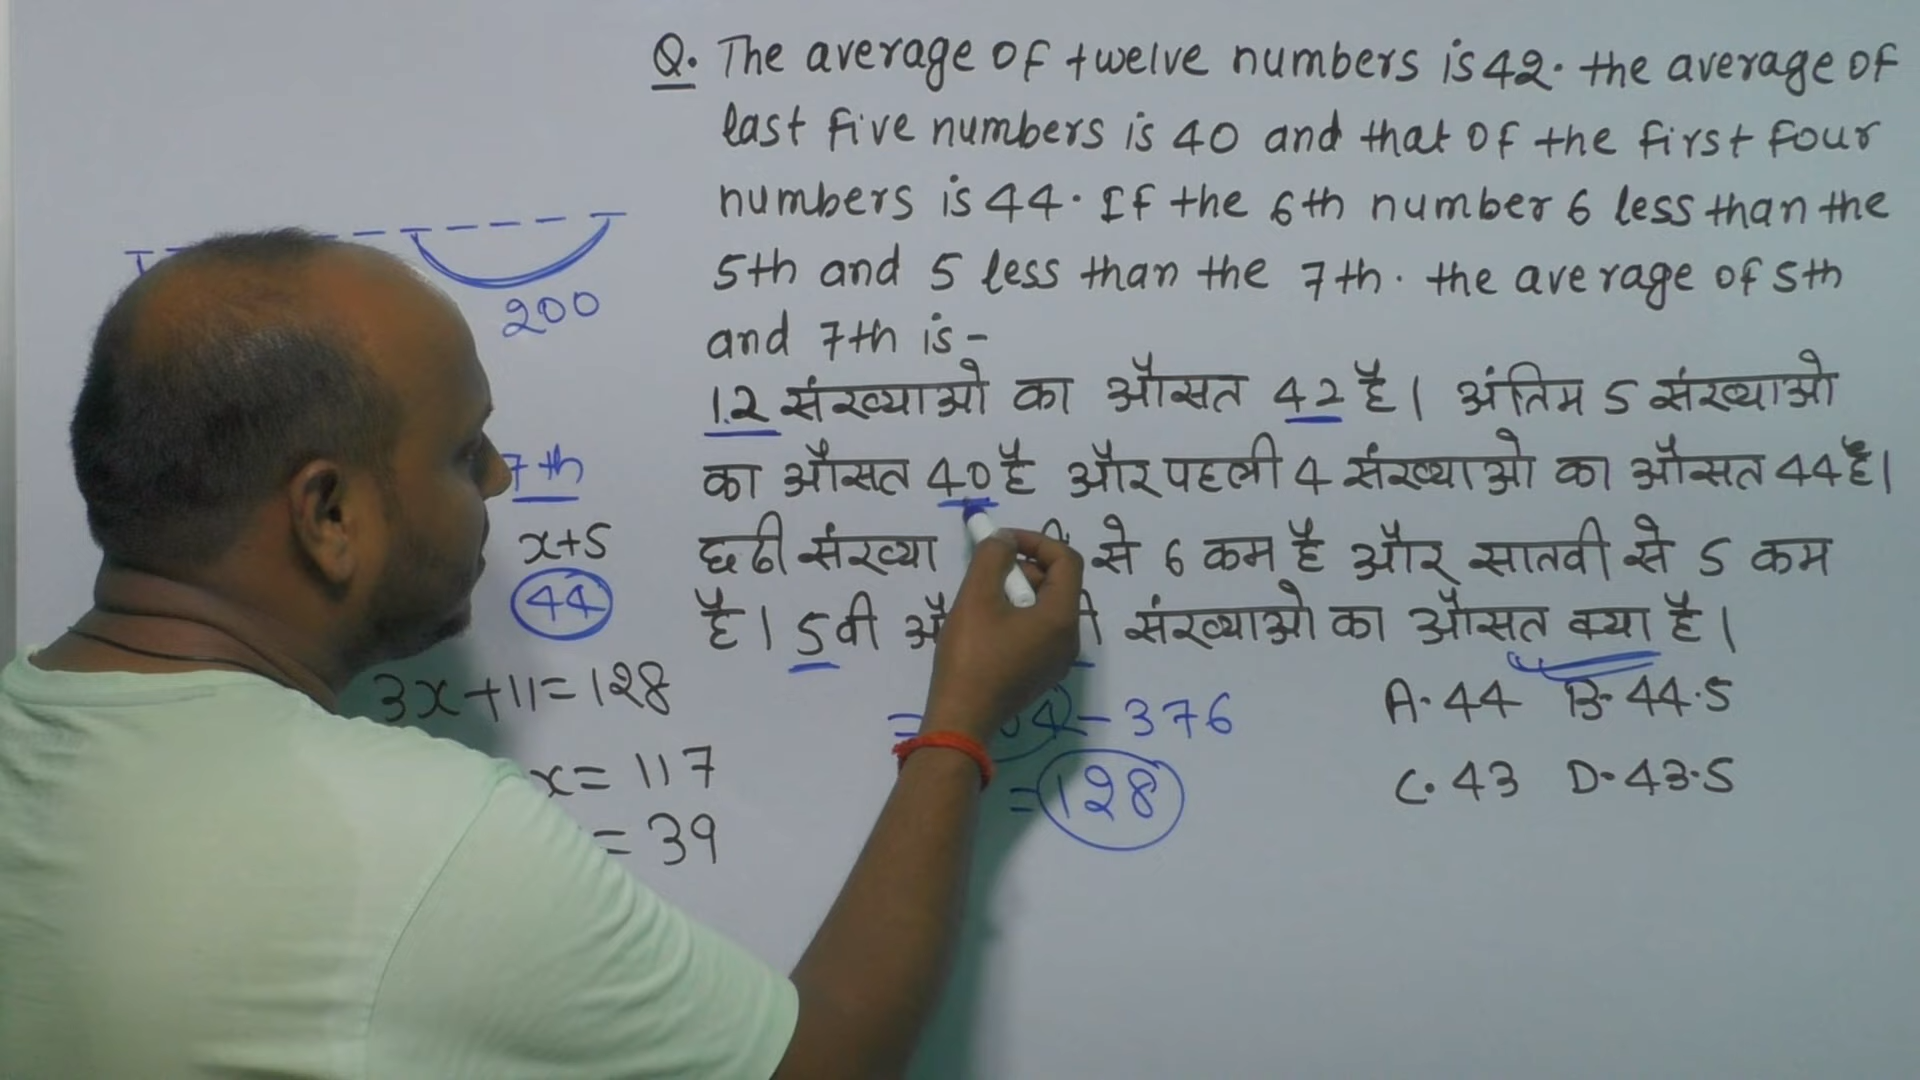 Q. The average of twelve numbers is 42. the average of
last five numbers is 40 and that of the first four
numbers is 44. If the 6th number 6 less than the
5th and 5 less than the 7th. the average of 5th
and 7th is -
12 संख्याओ का औसत 42 है। अंतिम 5 संख्याओ
का औसत 40 है और पहली 4 संख्याओ का औसत 44 है।
छठी संख्या से 6 कम है और सातवी से 5 कम
है। 5वी संख्याओ का औसत क्या है।
A. 44 B. 44.5
C. 43 D. 43.5
200
7th
x+5
44
3x+11=128
x= 117
= 39
= 4-376
=128